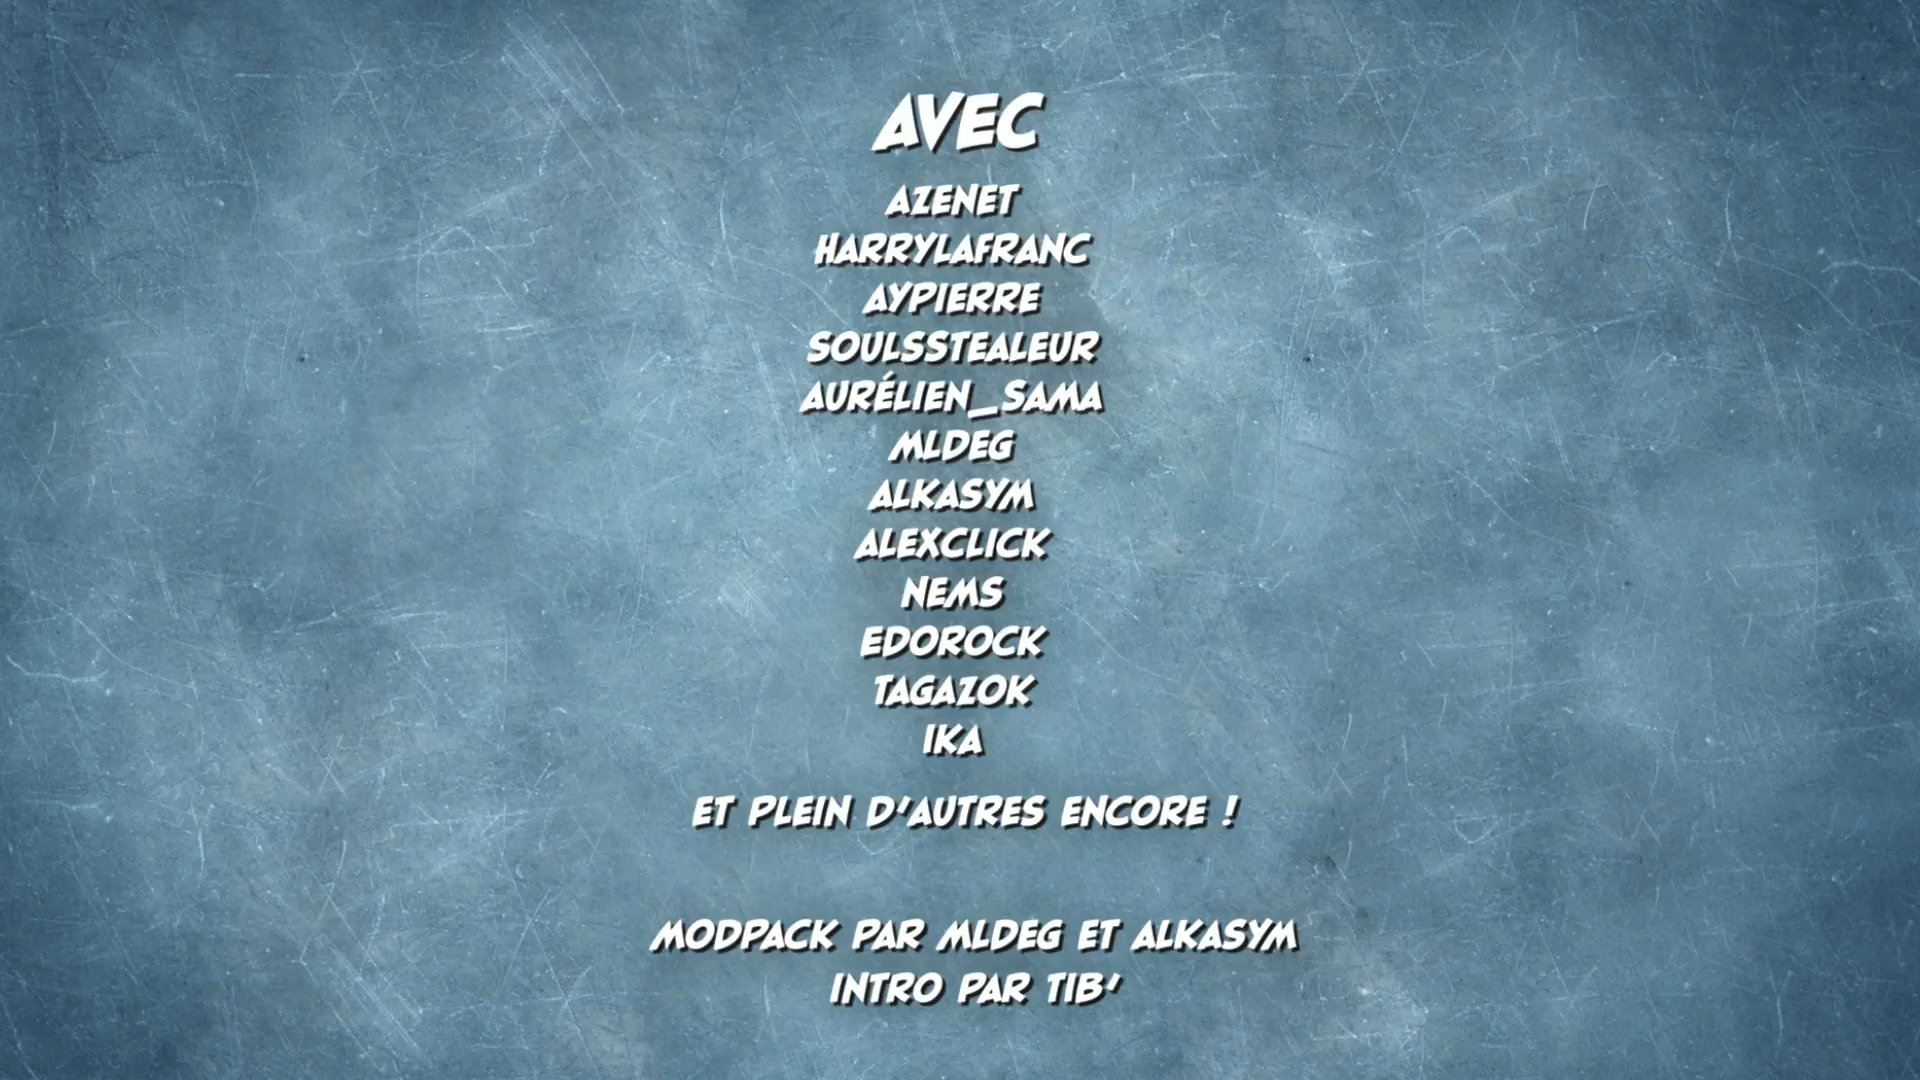 AVEC
AZENET
HARRYLAFRANC
AYPIERRE
SOULSSTEALEUR
AURÉLIEN_SAMA
MLDEG
ALKASYM
ALEXCLICK
NEMS
EDOROCK
TAGAZOK
IKA
ET PLEIN D'AUTRES ENCORE !
MODPACK PAR MLDEG ET ALKASYM
INTRO PAR TIB'